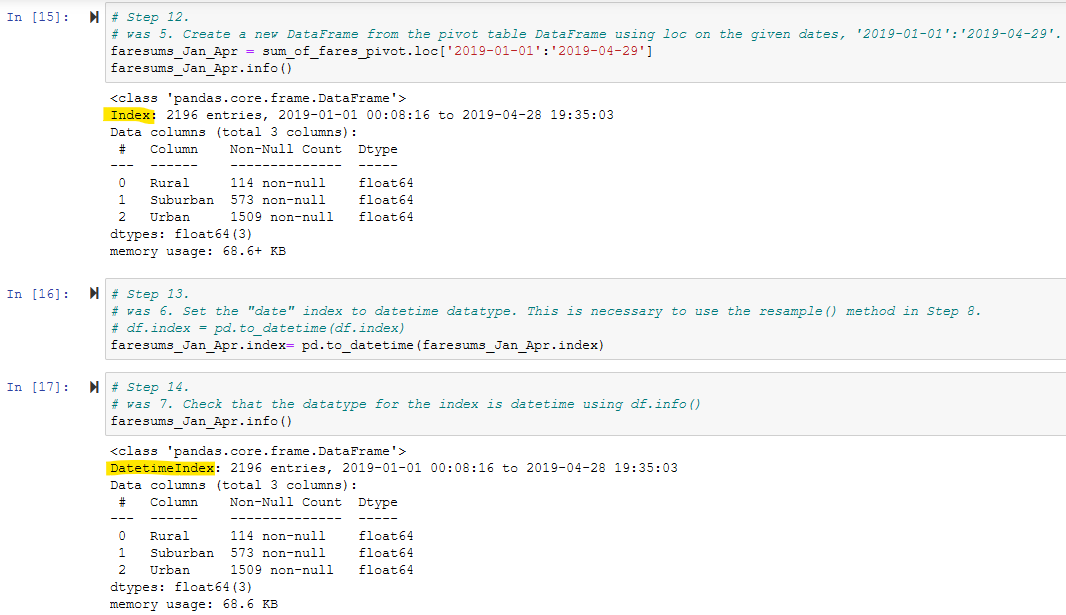 In [15]: # Step 12.
# was 5. Create a new DataFrame from the pivot table DataFrame using loc on the given dates, '2019-01-01':'2019-04-29'.
faresums_Jan_Apr = sum_of_fares_pivot.loc['2019-01-01':'2019-04-29']
faresums_Jan_Apr.info()
<class 'pandas.core.frame.DataFrame'>
Index: 2196 entries, 2019-01-01 00:08:16 to 2019-04-28 19:35:03
Data columns (total 3 columns):
 #   Column    Non-Null Count  Dtype
---  ------    --------------  -----
 0   Rural     114 non-null    float64
 1   Suburban  573 non-null    float64
 2   Urban     1509 non-null   float64
dtypes: float64(3)
memory usage: 68.6+ KB
In [16]: # Step 13.
# was 6. Set the "date" index to datetime datatype. This is necessary to use the resample() method in Step 8.
# df.index = pd.to_datetime(df.index)
faresums_Jan_Apr.index= pd.to_datetime(faresums_Jan_Apr.index)
In [17]: # Step 14.
# was 7. Check that the datatype for the index is datetime using df.info()
faresums_Jan_Apr.info()
<class 'pandas.core.frame.DataFrame'>
DatetimeIndex: 2196 entries, 2019-01-01 00:08:16 to 2019-04-28 19:35:03
Data columns (total 3 columns):
 #   Column    Non-Null Count  Dtype
---  ------    --------------  -----
 0   Rural     114 non-null    float64
 1   Suburban  573 non-null    float64
 2   Urban     1509 non-null   float64
dtypes: float64(3)
memory usage: 68.6 KB